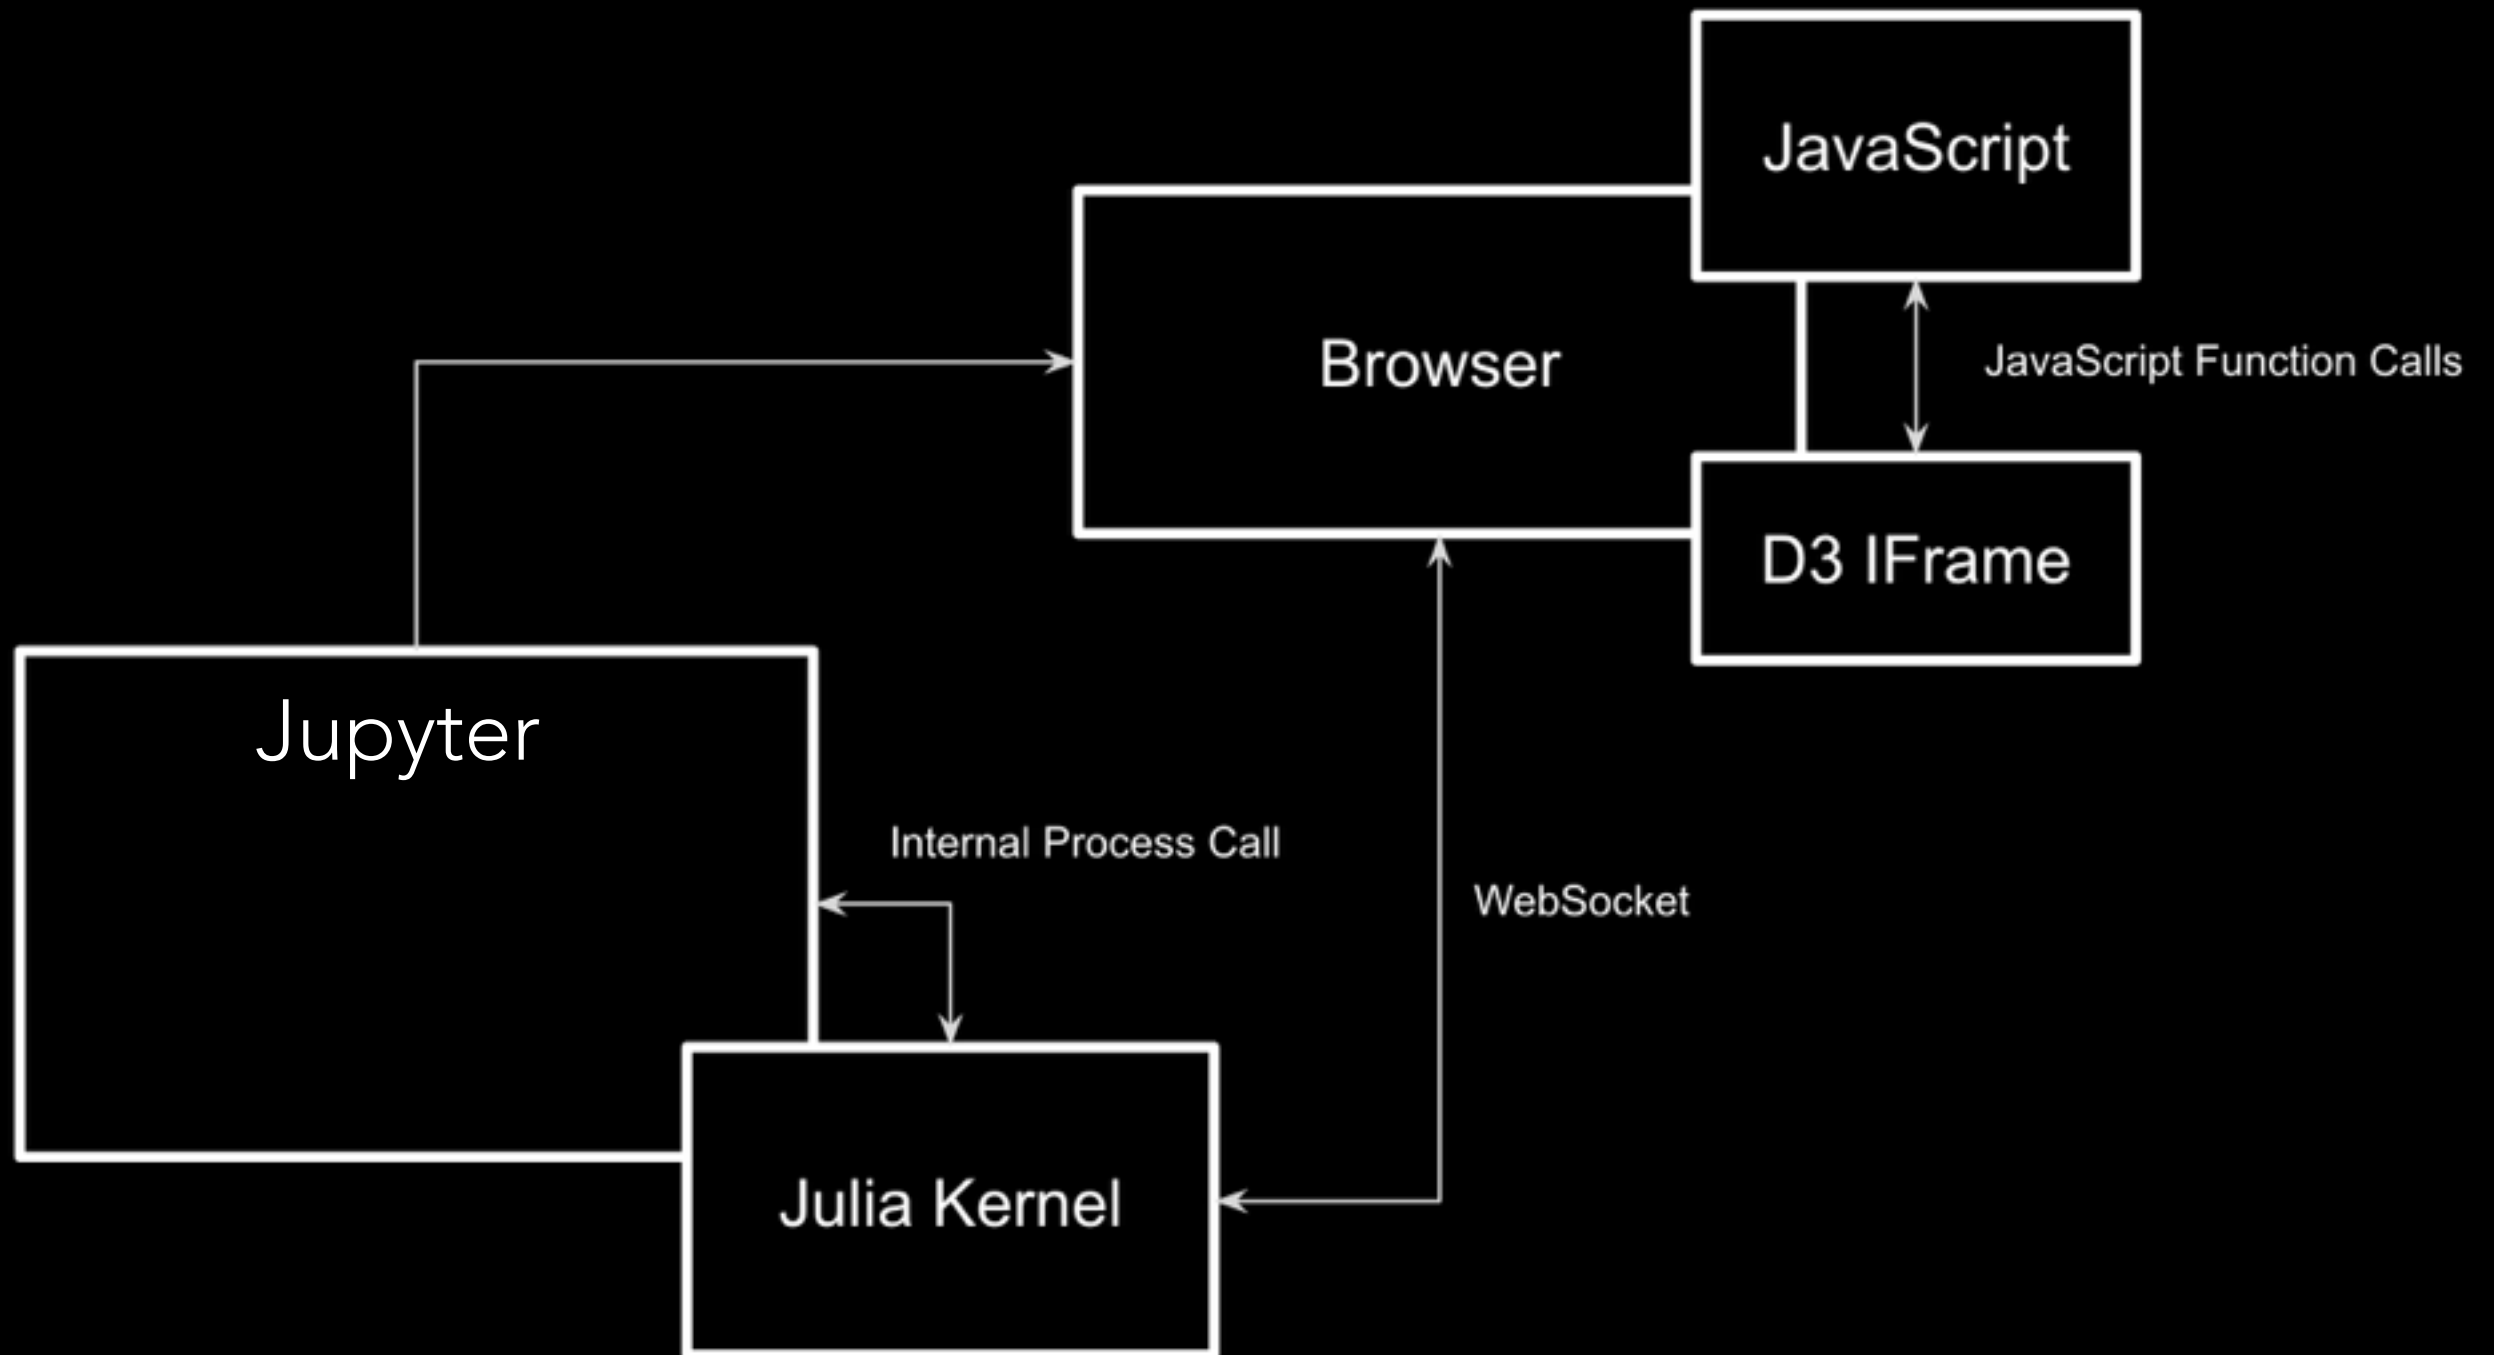 JavaScript
Browser
JavaScript Function Calls
D3 IFrame
Jupyter
Internal Process Call
WebSocket
Julia Kernel